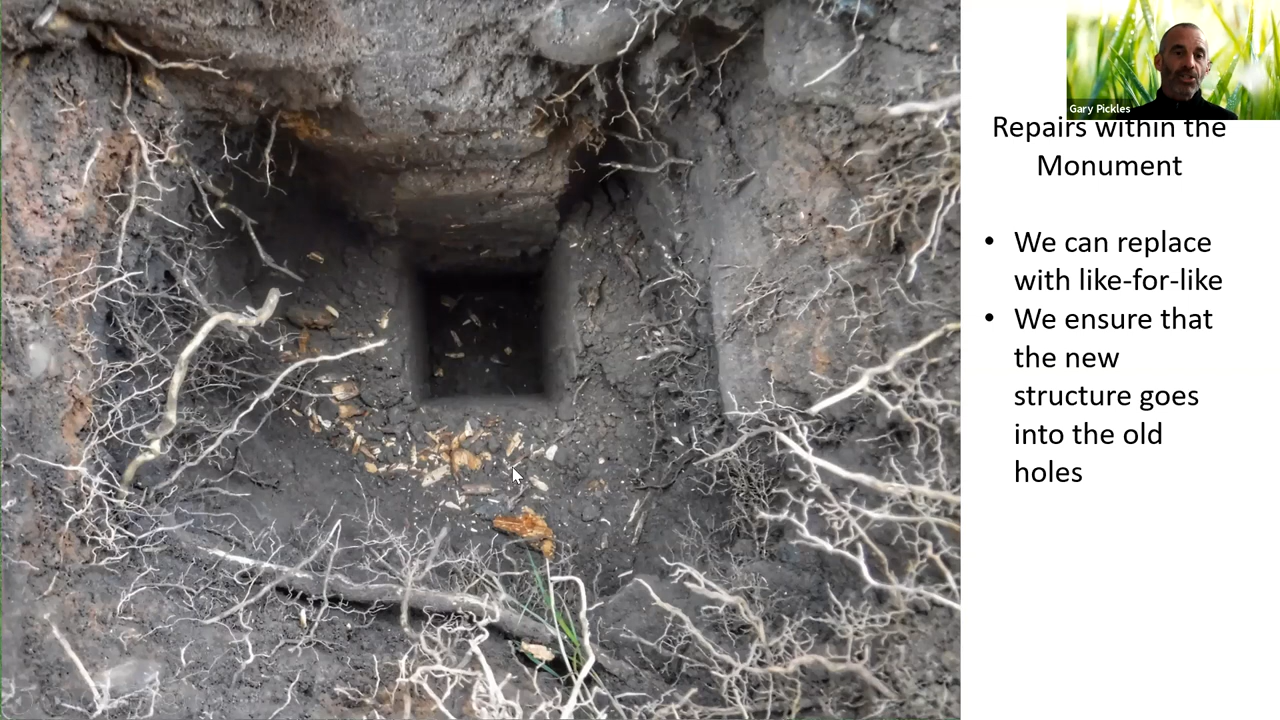 Gary Pickles
Repairs within the
Monument
• We can replace
with like-for-like
• We ensure that
the new
structure goes
into the old
holes